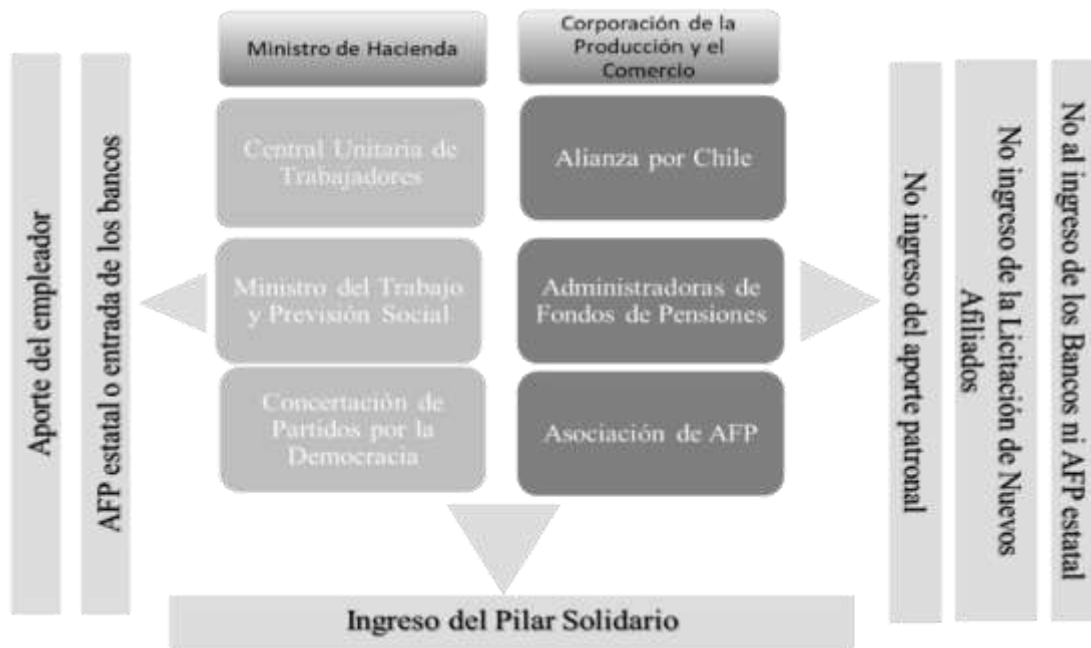 Aporte del empleador
AFP estatal o entrada de los bancos
Ministro de Hacienda
Central Unitaria de
Trabajadores
Ministro del Trabajo
y Previsión Social
Concertación de
Partidos por la
Democracia
Corporación de la
Producción y el
Comercio
Alianza por Chile
Administradoras de
Fondos de Pensiones
Asociación de AFP
No ingreso del aporte patronal
No ingreso de la Licitación de Nuevos
Afiliados
No al ingreso de los Bancos ni AFP estatal
Ingreso del Pilar Solidario